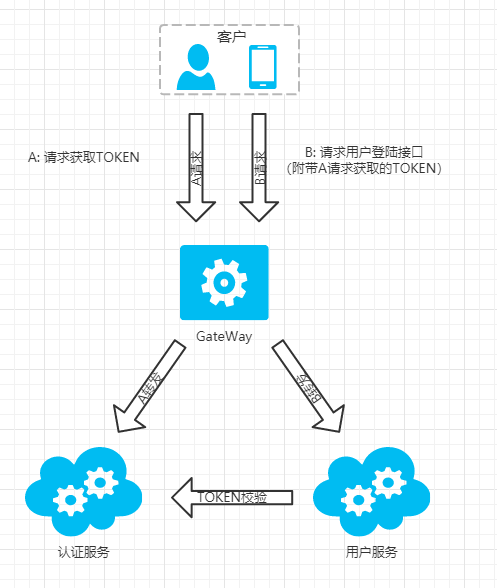 客户
A: 请求获取TOKEN
A请求
B请求
B: 请求用户登陆接口
（附带A请求获取的TOKEN）
GateWay
A转发
B转发
TOKEN校验
认证服务
用户服务